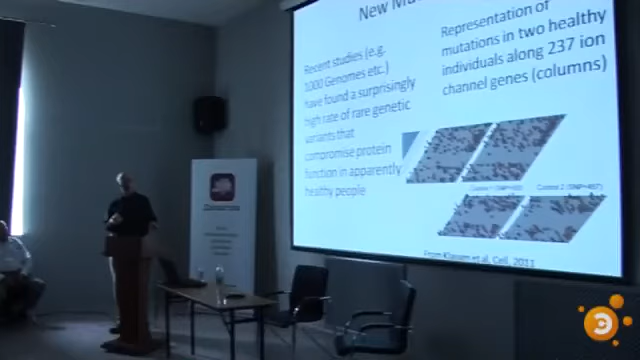 New Mu
Recent studies (e.g.
1000 Genomes etc.)
have found a surprisingly
high rate of rare genetic
variants that
compromise protein
function in apparently
healthy people
Representation of
mutations in two healthy
individuals along 237 ion
channel genes (columns)
From Klassen et al. Cell, 2011